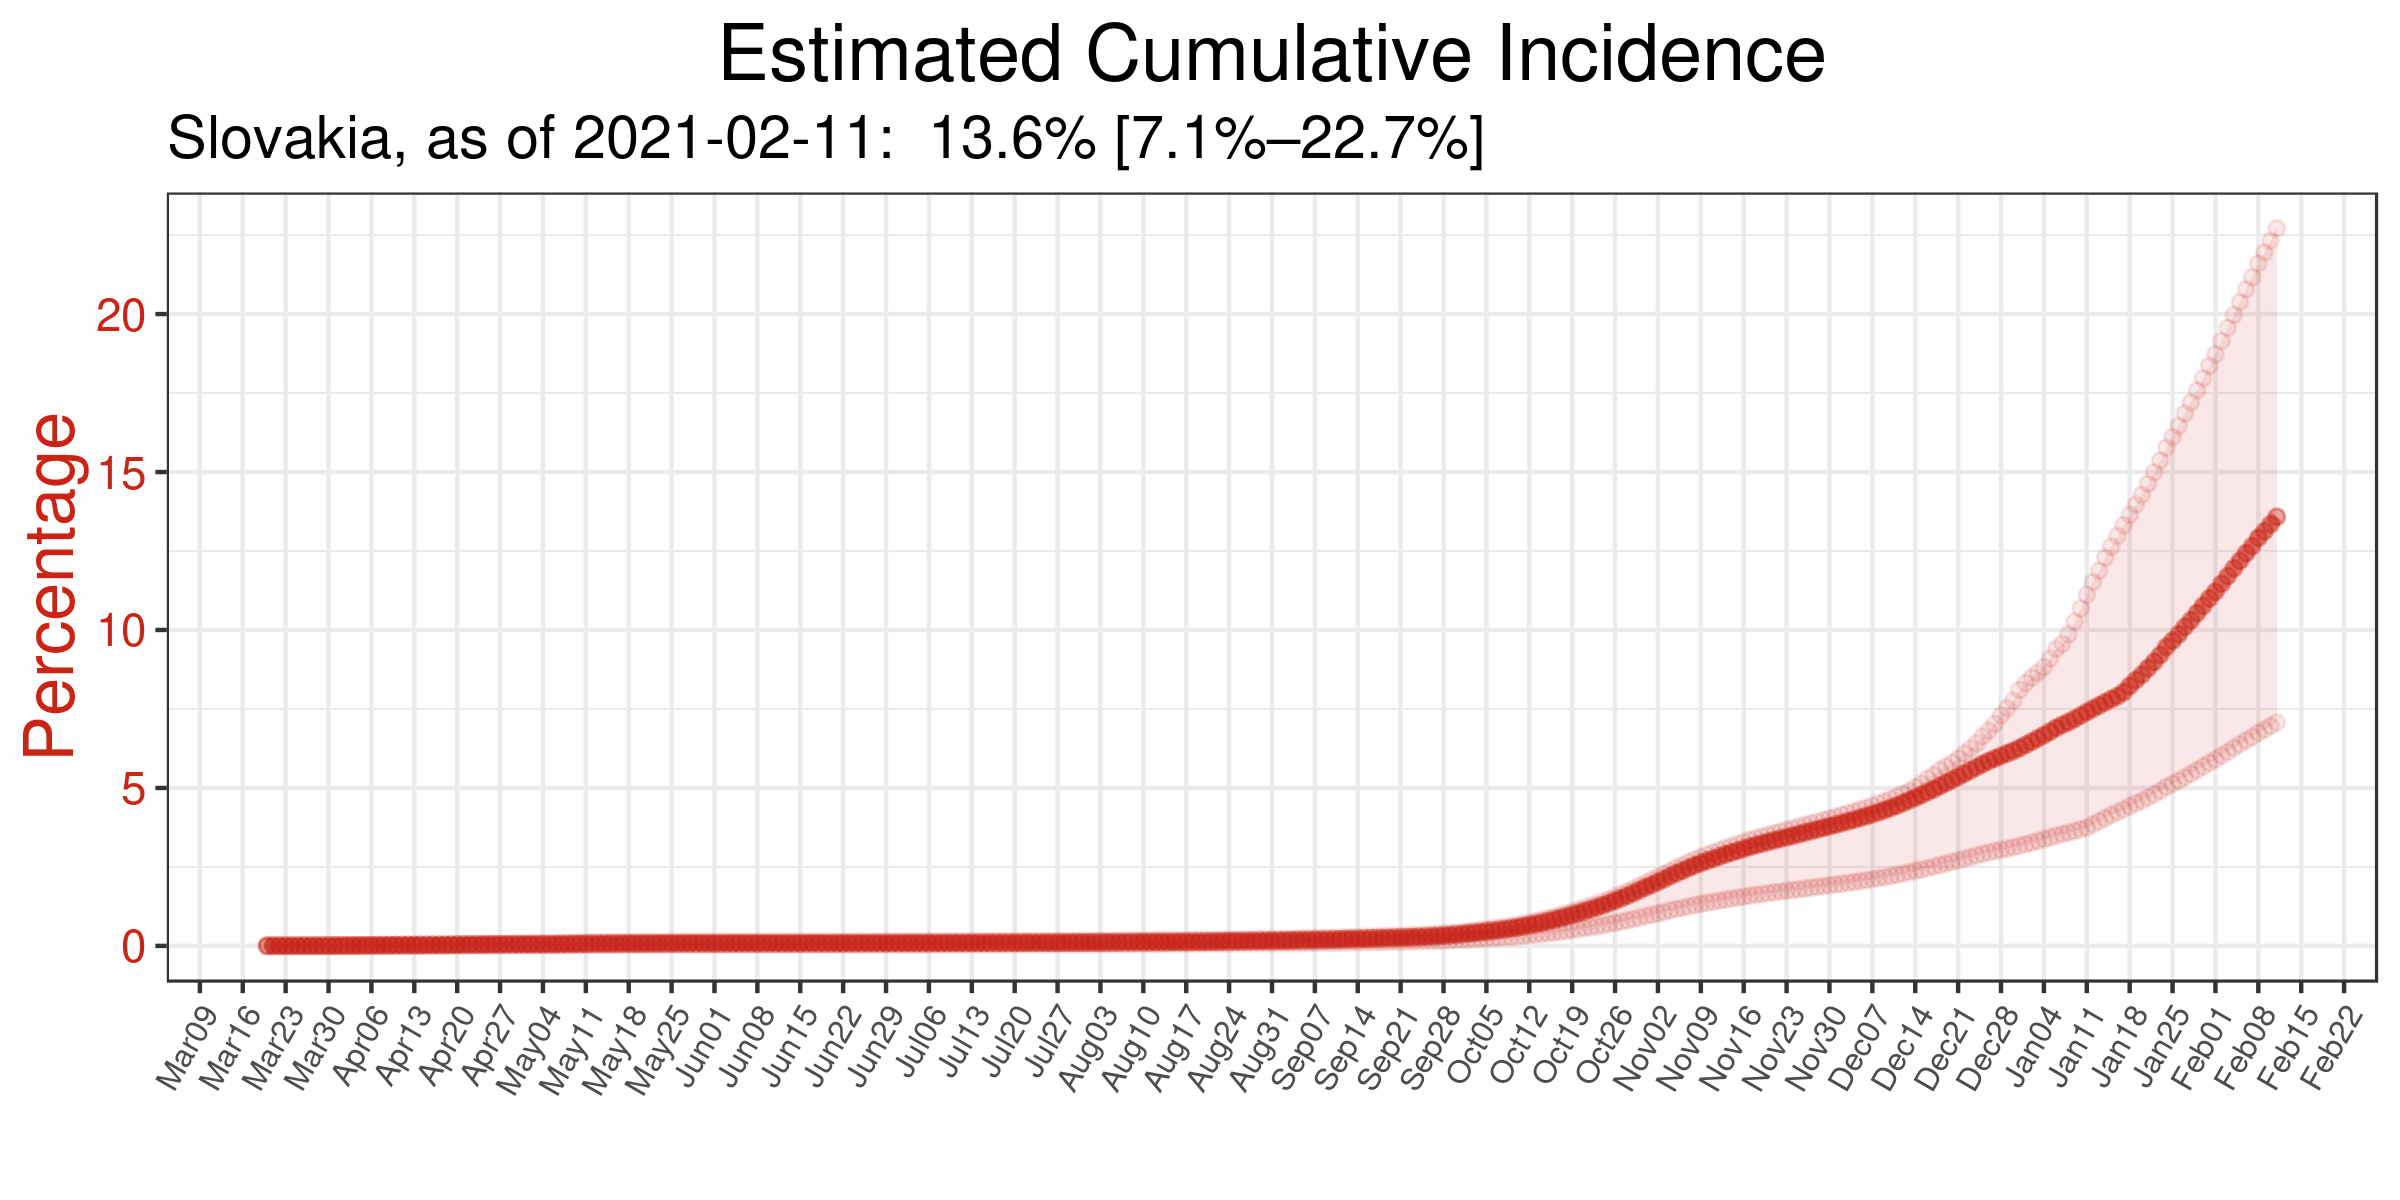 Estimated Cumulative Incidence
Slovakia, as of 2021-02-11:  13.6% [7.1%–22.7%]
Percentage
20
15
10
5
0
Mar09
Mar16
Mar23
Mar30
Apr06
Apr13
Apr20
Apr27
May04
May11
May18
May25
Jun01
Jun08
Jun15
Jun22
Jun29
Jul06
Jul13
Jul20
Jul27
Aug03
Aug10
Aug17
Aug24
Aug31
Sep07
Sep14
Sep21
Sep28
Oct05
Oct12
Oct19
Oct26
Nov02
Nov09
Nov16
Nov23
Nov30
Dec07
Dec14
Dec21
Dec28
Jan04
Jan11
Jan18
Jan25
Feb01
Feb08
Feb15
Feb22